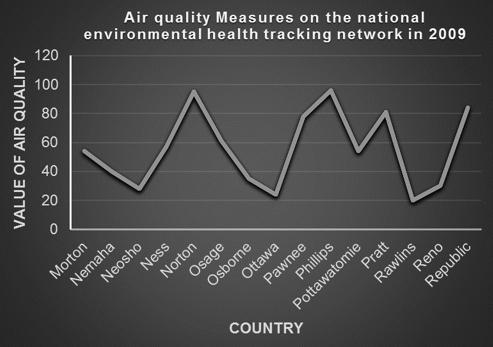 Air quality Measures on the national
environmental health tracking network in 2009
VALUE OF AIR QUALITY
120
100
80
60
40
20
0
Morton
Nemaha
Neosho
Ness
Norton
Osage
Osborne
Ottawa
Pawnee
Phillips
Pottawatomie
Pratt
Rawlins
Reno
Republic
COUNTRY